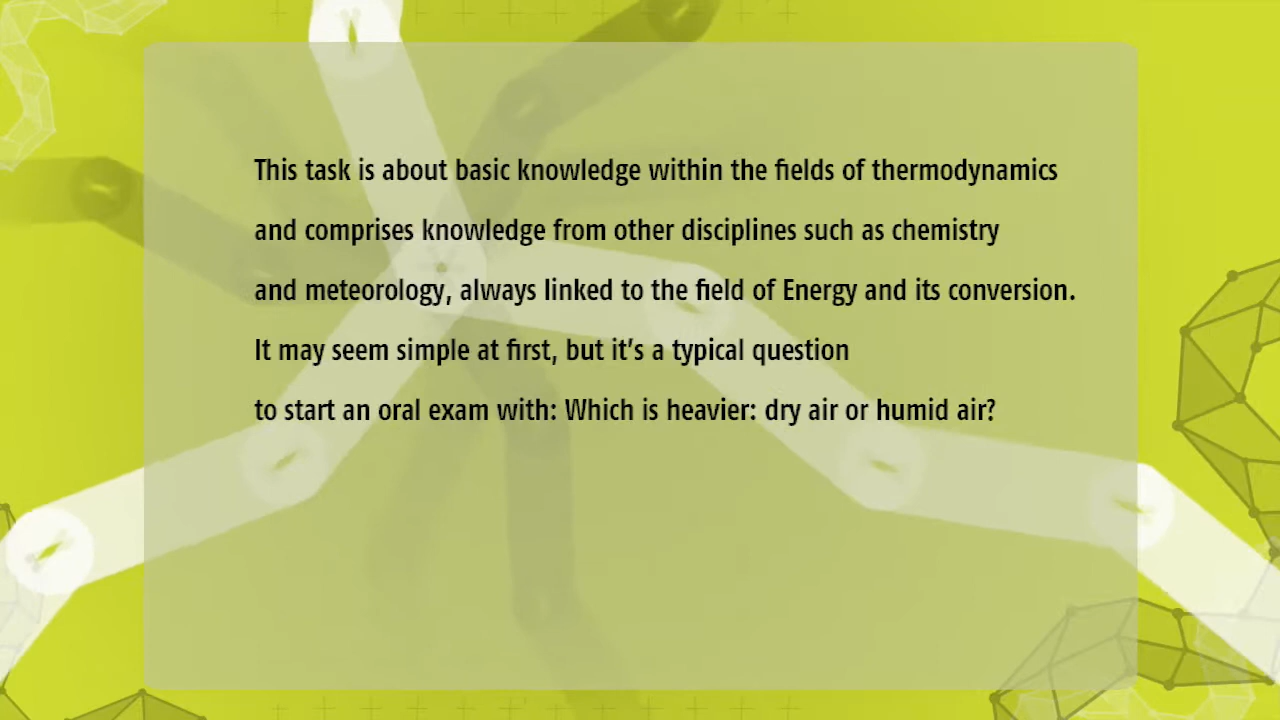 This task is about basic knowledge within the fields of thermodynamics
and comprises knowledge from other disciplines such as chemistry
and meteorology, always linked to the field of Energy and its conversion.
It may seem simple at first, but it’s a typical question
to start an oral exam with: Which is heavier: dry air or humid air?